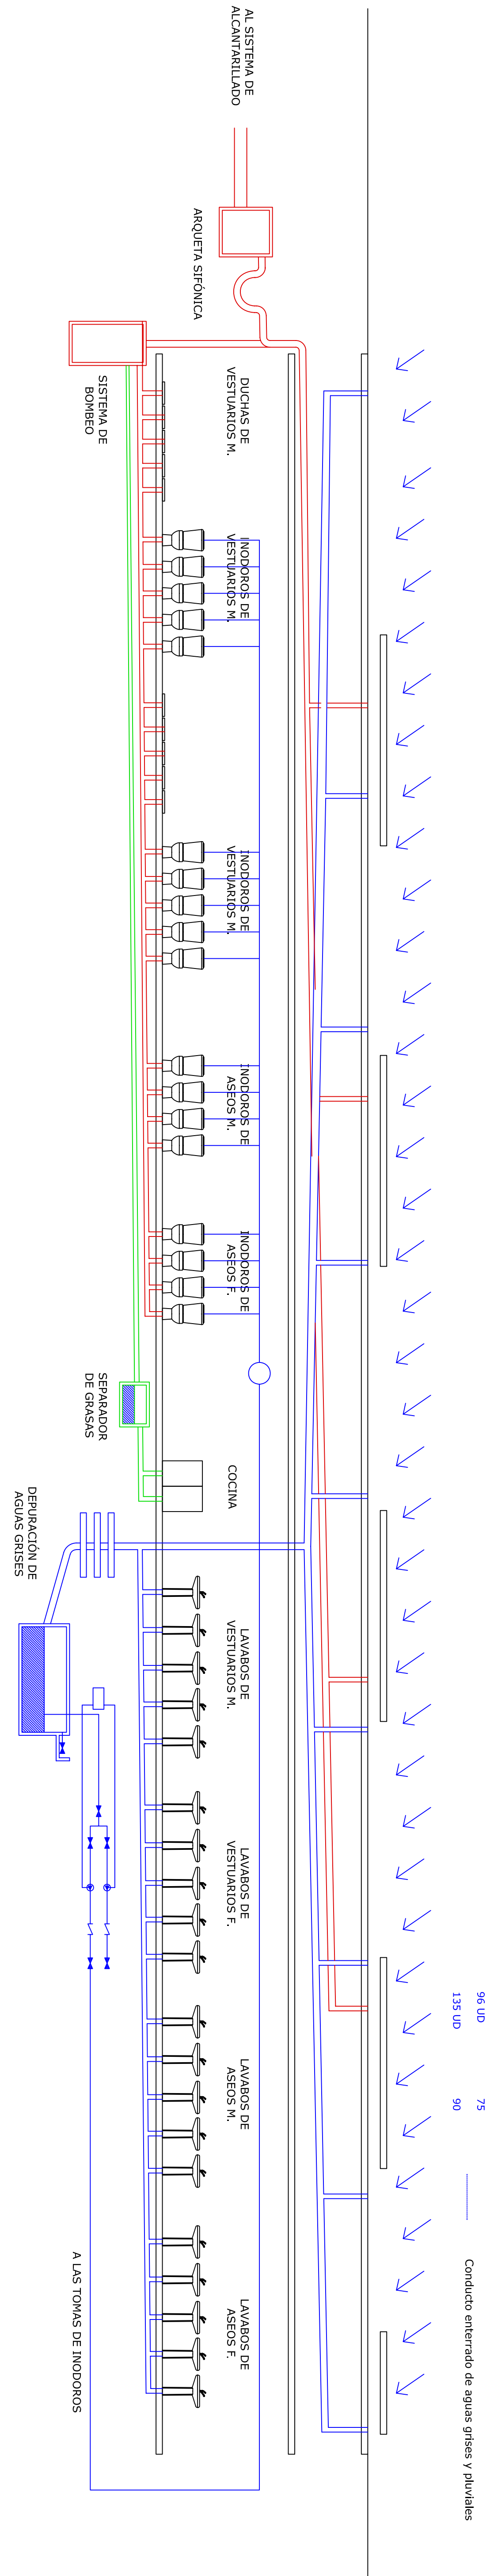 AL SISTEMA DE
ALCANTARILLADO
ARQUETA SIFÓNICA
SISTEMA DE
BOMBEO
DUCHAS DE
VESTUARIOS M.
INODOROS DE
VESTUARIOS M.
INODOROS DE
VESTUARIOS M.
INODOROS DE
ASEOS M.
INODOROS DE
ASEOS F.
SEPARADOR
DE GRASAS
COCINA
DEPURACIÓN DE
AGUAS GRISES
LAVABOS DE
VESTUARIOS M.
LAVABOS DE
VESTUARIOS F.
LAVABOS DE
ASEOS M.
LAVABOS DE
ASEOS F.
A LAS TOMAS DE INODOROS
96 UD 75
135 UD 90
Conducto enterrado de aguas grises y pluviales